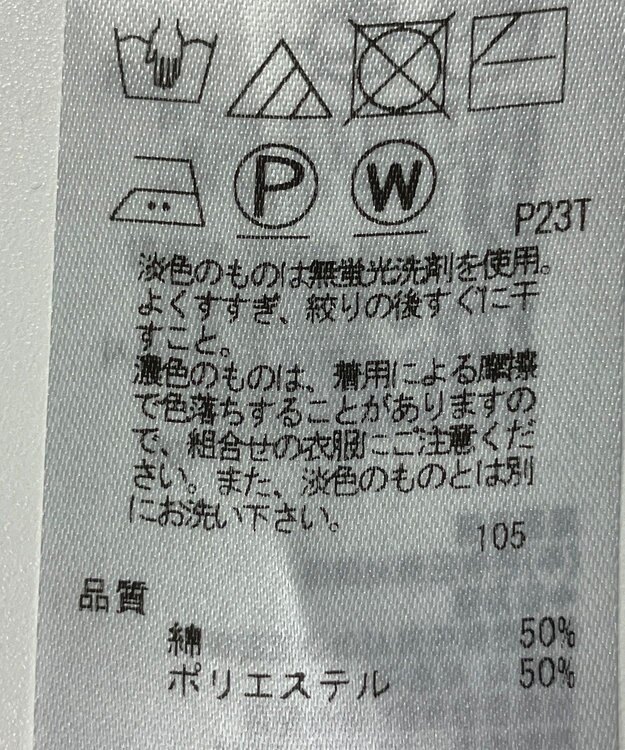 P W
P23T
淡色のものは無蛍光洗剤を使用。
よくすすぎ、絞りの後すぐに干
すこと。
濃色のものは、着用による摩擦
で色落ちすることがありますの
で、組合せの衣服にご注意くだ
さい。また、淡色のものとは別
にお洗い下さい。
105
品質
綿 50%
ポリエステル 50%